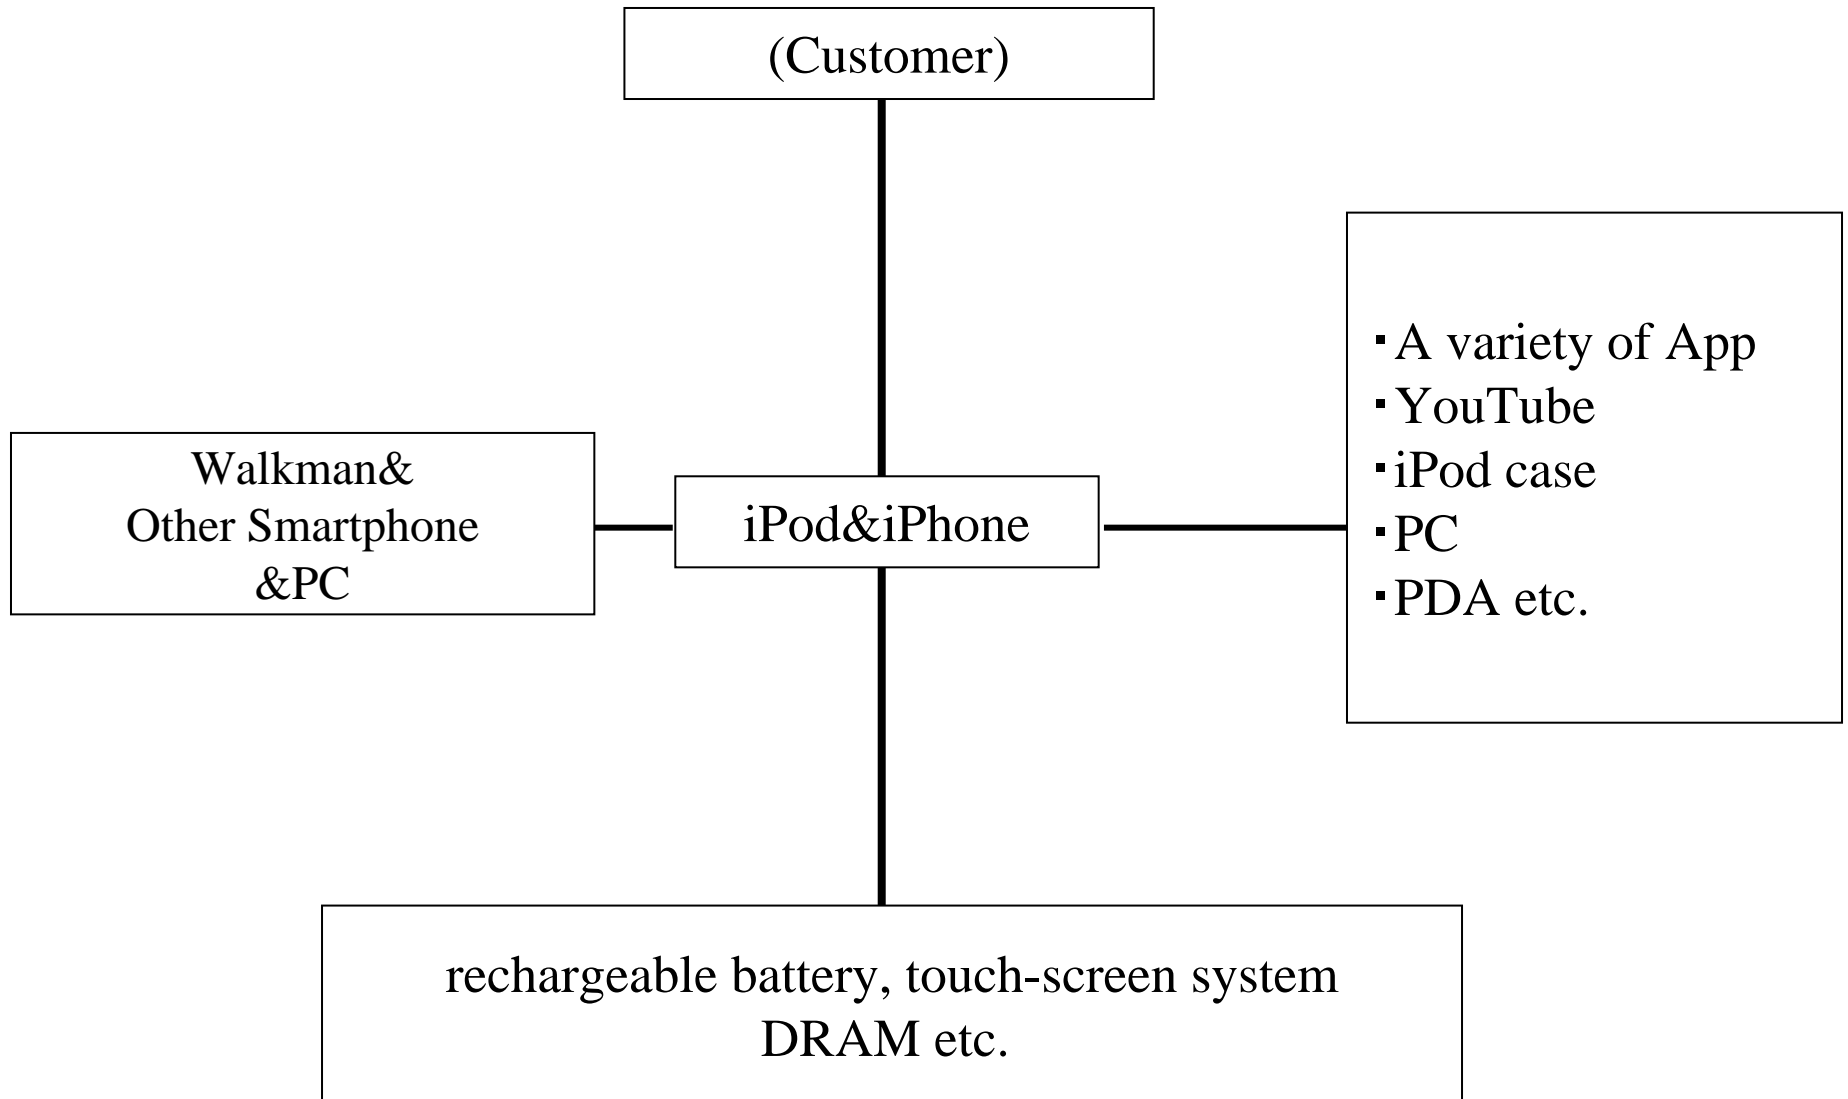 (Customer)
Walkman&
Other Smartphone
&PC
iPod&iPhone
・A variety of App
・YouTube
・iPod case
・PC
・PDA etc.
rechargeable battery, touch-screen system
DRAM etc.